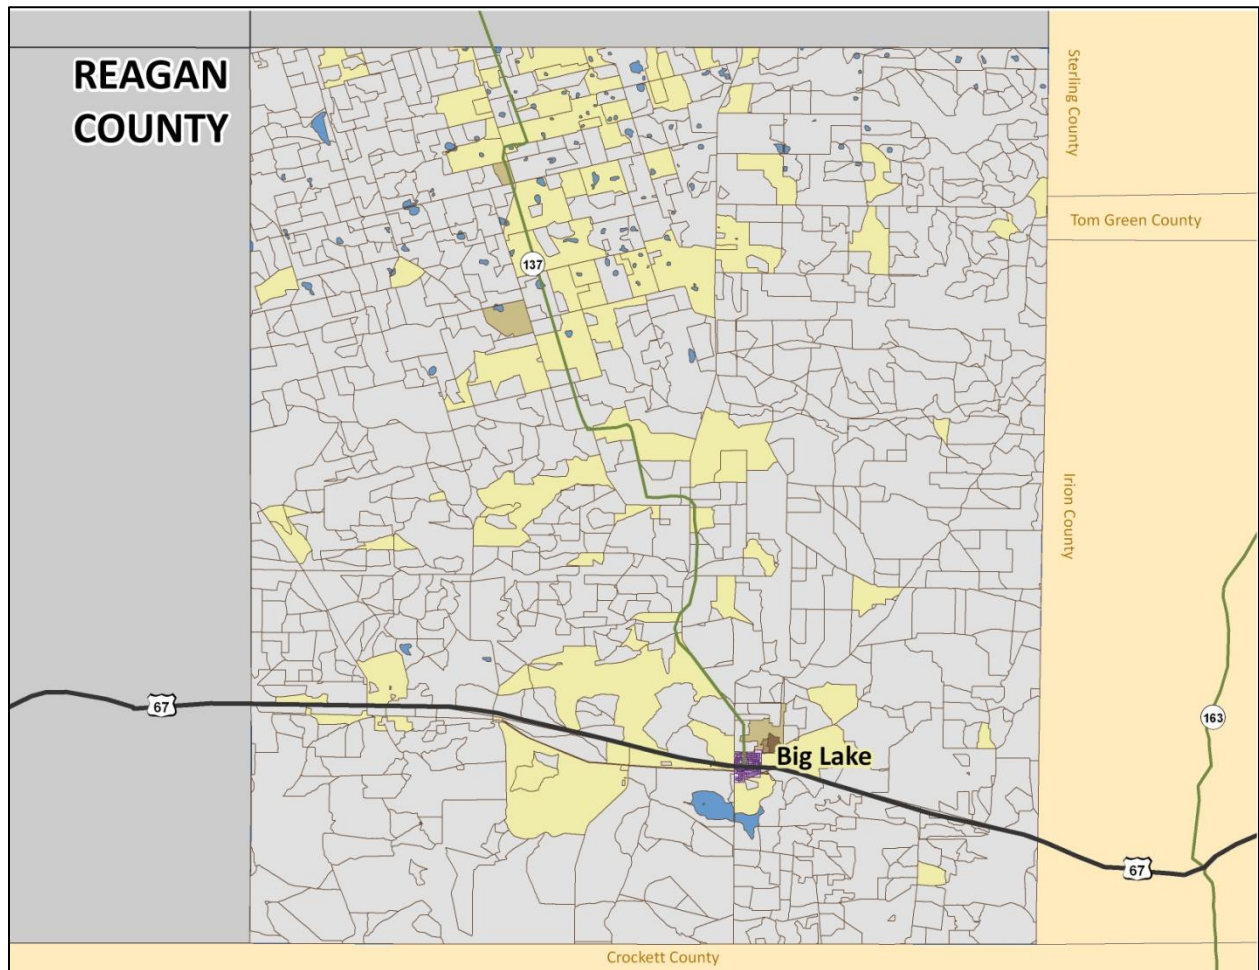 REAGAN
COUNTY
Sterling County
Tom Green County
137
Irion County
67
163
Big Lake
67
Crockett County